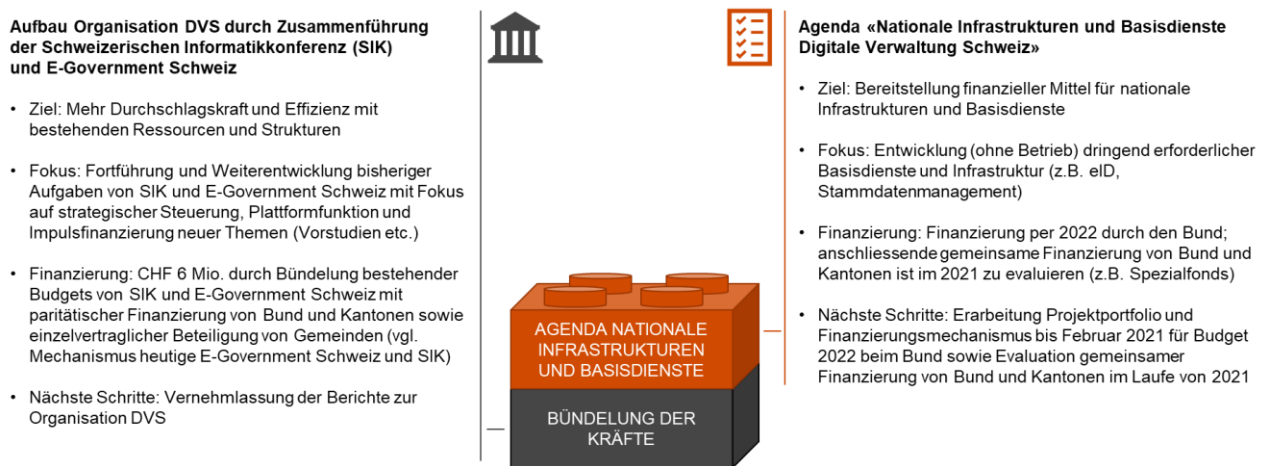 Aufbau Organisation DVS durch Zusammenführung
der Schweizerischen Informatikkonferenz (SIK)
und E-Government Schweiz
• Ziel: Mehr Durchschlagskraft und Effizienz mit
bestehenden Ressourcen und Strukturen
• Fokus: Fortführung und Weiterentwicklung bisheriger
Aufgaben von SIK und E-Government Schweiz mit Fokus
auf strategischer Steuerung, Plattformfunktion und
Impulsfinanzierung neuer Themen (Vorstudien etc.)
• Finanzierung: CHF 6 Mio. durch Bündelung bestehender
Budgets von SIK und E-Government Schweiz mit
paritätischer Finanzierung von Bund und Kantonen sowie
einzelvertraglicher Beteiligung von Gemeinden (vgl.
Mechanismus heutige E-Government Schweiz und SIK)
• Nächste Schritte: Vernehmlassung der Berichte zur
Organisation DVS
AGENDA NATIONALE
INFRASTRUKTUREN
UND BASISDIENSTE
BÜNDELUNG DER
KRÄFTE
Agenda «Nationale Infrastrukturen und Basisdienste
Digitale Verwaltung Schweiz»
• Ziel: Bereitstellung finanzieller Mittel für nationale
Infrastrukturen und Basisdienste
• Fokus: Entwicklung (ohne Betrieb) dringend erforderlicher
Basisdienste und Infrastruktur (z.B. eID,
Stammdatenmanagement)
• Finanzierung: Finanzierung per 2022 durch den Bund;
anschliessende gemeinsame Finanzierung von Bund und
Kantonen ist im 2021 zu evaluieren (z.B. Spezialfonds)
• Nächste Schritte: Erarbeitung Projektportfolio und
Finanzierungsmechanismus bis Februar 2021 für Budget
2022 beim Bund sowie Evaluation gemeinsamer
Finanzierung von Bund und Kantonen im Laufe von 2021